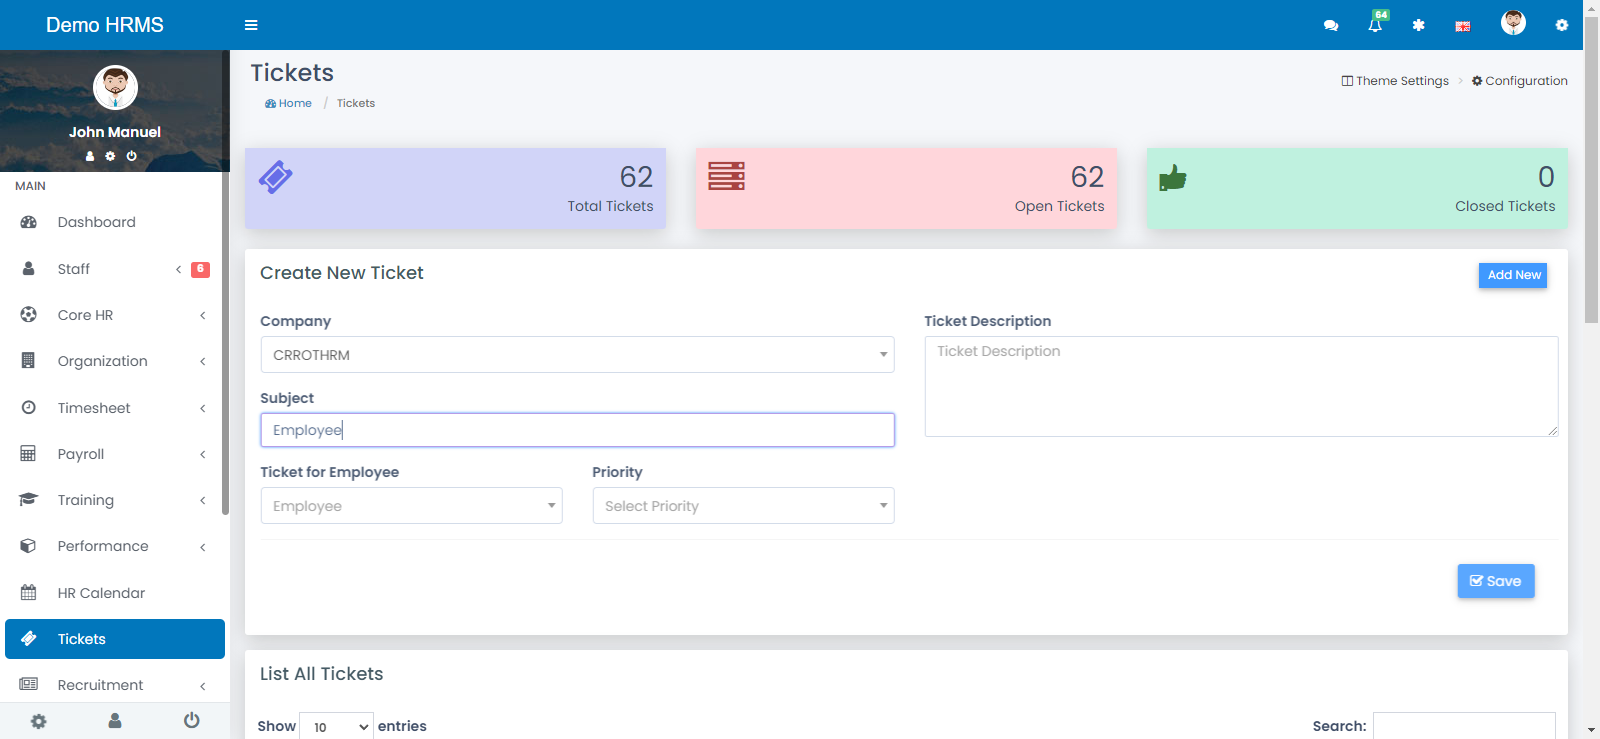 Demo HRMS
64
John Manuel
MAIN
Dashboard
Staff
6
Core HR
Organization
Timesheet
Payroll
Training
Performance
HR Calendar
Tickets
Recruitment
Tickets
Home / Tickets
Theme Settings > Configuration
62
Total Tickets
62
Open Tickets
0
Closed Tickets
Create New Ticket
Add New
Company
CRROTHRM
Subject
Employee
Ticket for Employee
Employee
Priority
Select Priority
Ticket Description
Ticket Description
Save
List All Tickets
Show 10 entries
Search: